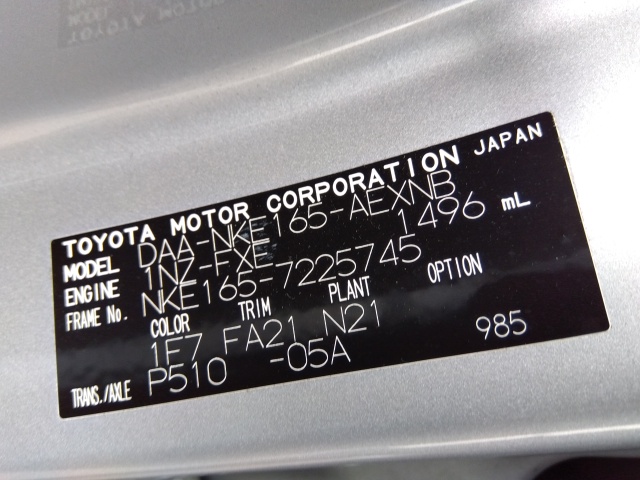 TOYOTA MOTOR CORPORATION JAPAN
MODEL DAA-NKE165-AEXNB
ENGINE 1NZ-FXE 1496 mL
FRAME No. NKE165-7225745
COLOR TRIM PLANT OPTION
1F7 FA21 N21
TRANS./AXLE P510 -05A 985